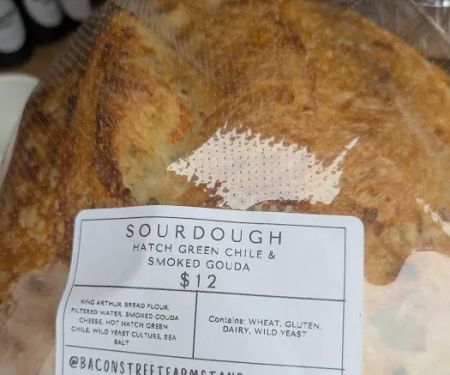 SOURDOUGH
HATCH GREEN CHILE &
SMOKED GOUDA
$12
KING ARTHUR BREAD FLOUR,
FILTERED WATER, SMOKED GOUDA
CHEESE, HOT HATCH GREEN
CHILE, WILD YEAST CULTURE, SEA
SALT
Contains: WHEAT, GLUTEN,
DAIRY, WILD YEAST